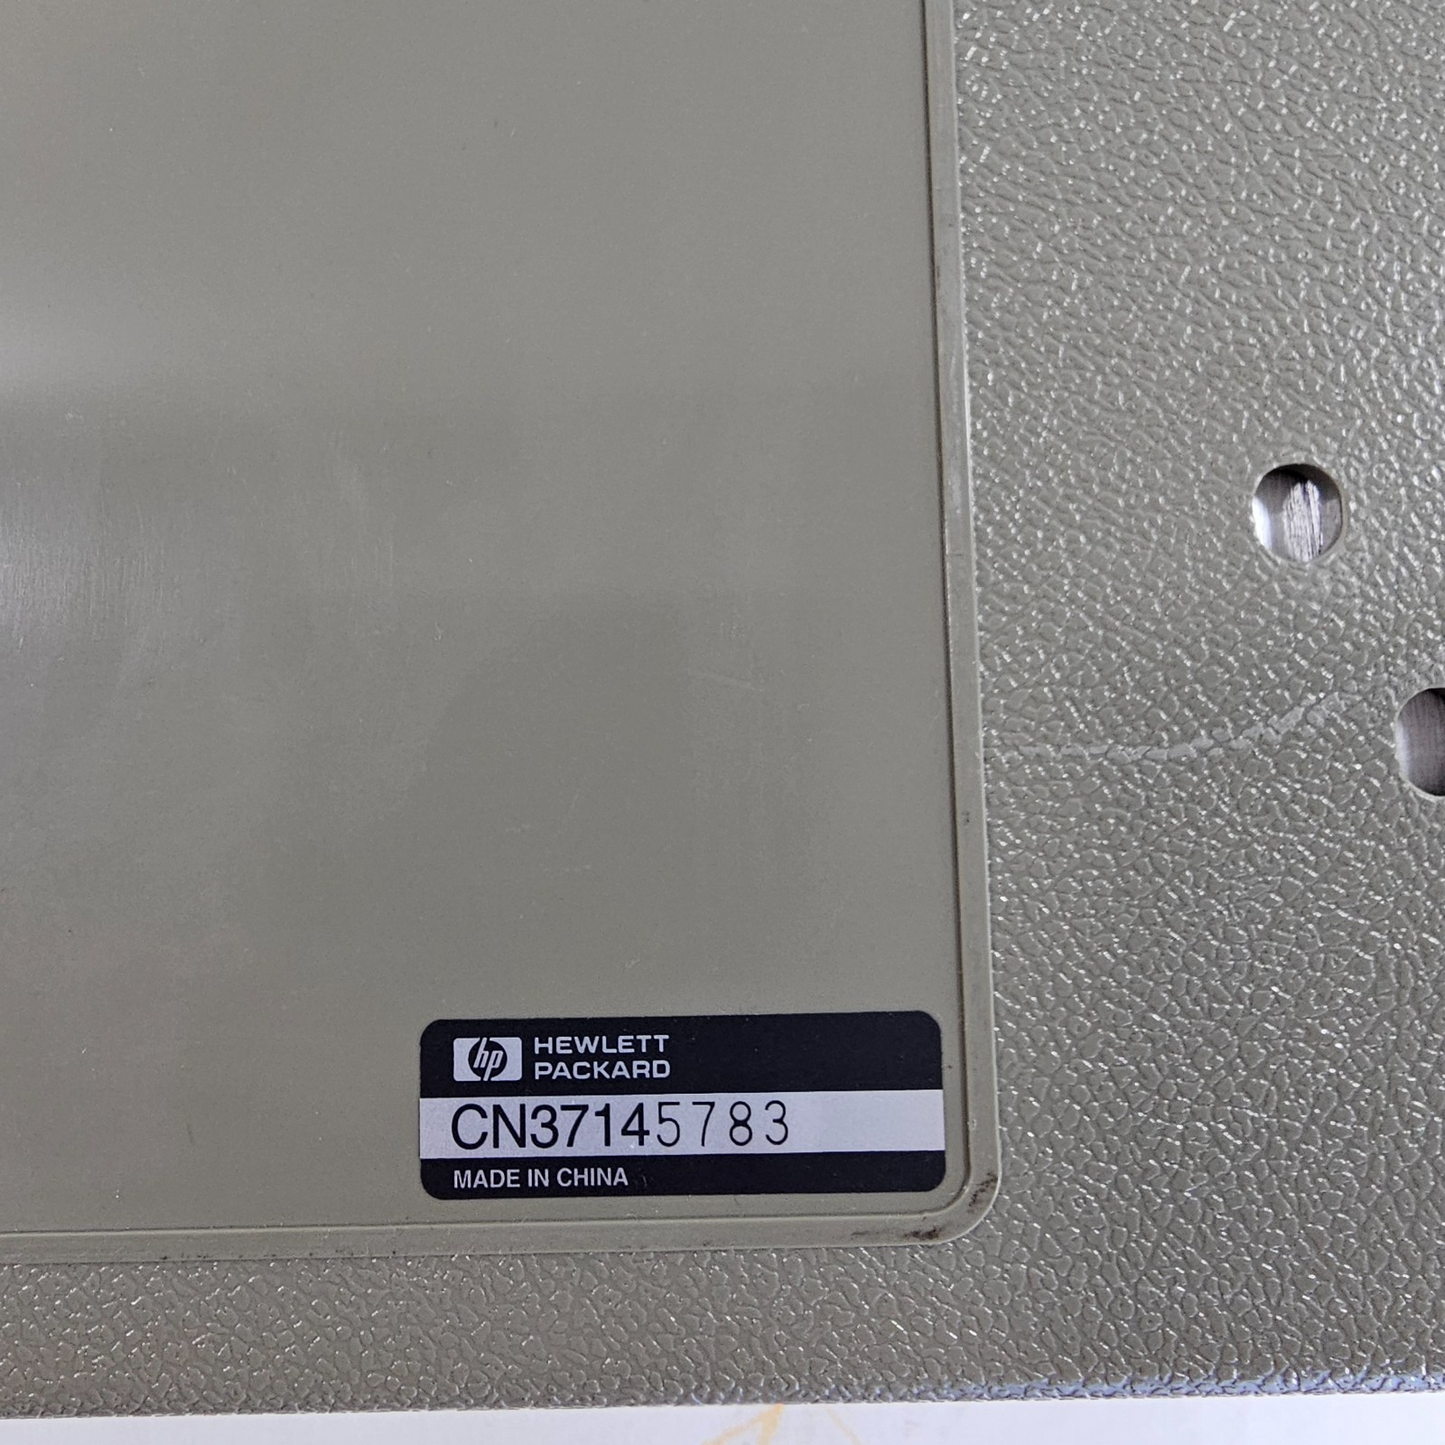 hp HEWLETT
PACKARD
CN37145783
MADE IN CHINA